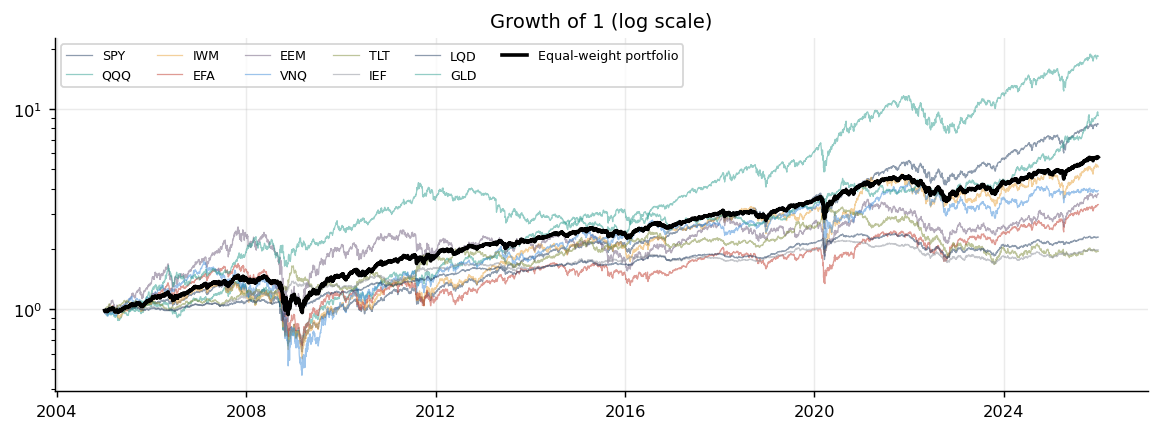 Growth of 1 (log scale)
SPY IWM EEM TLT LQD Equal-weight portfolio
QQQ EFA VNQ IEF GLD
10¹
10⁰
2004 2008 2012 2016 2020 2024